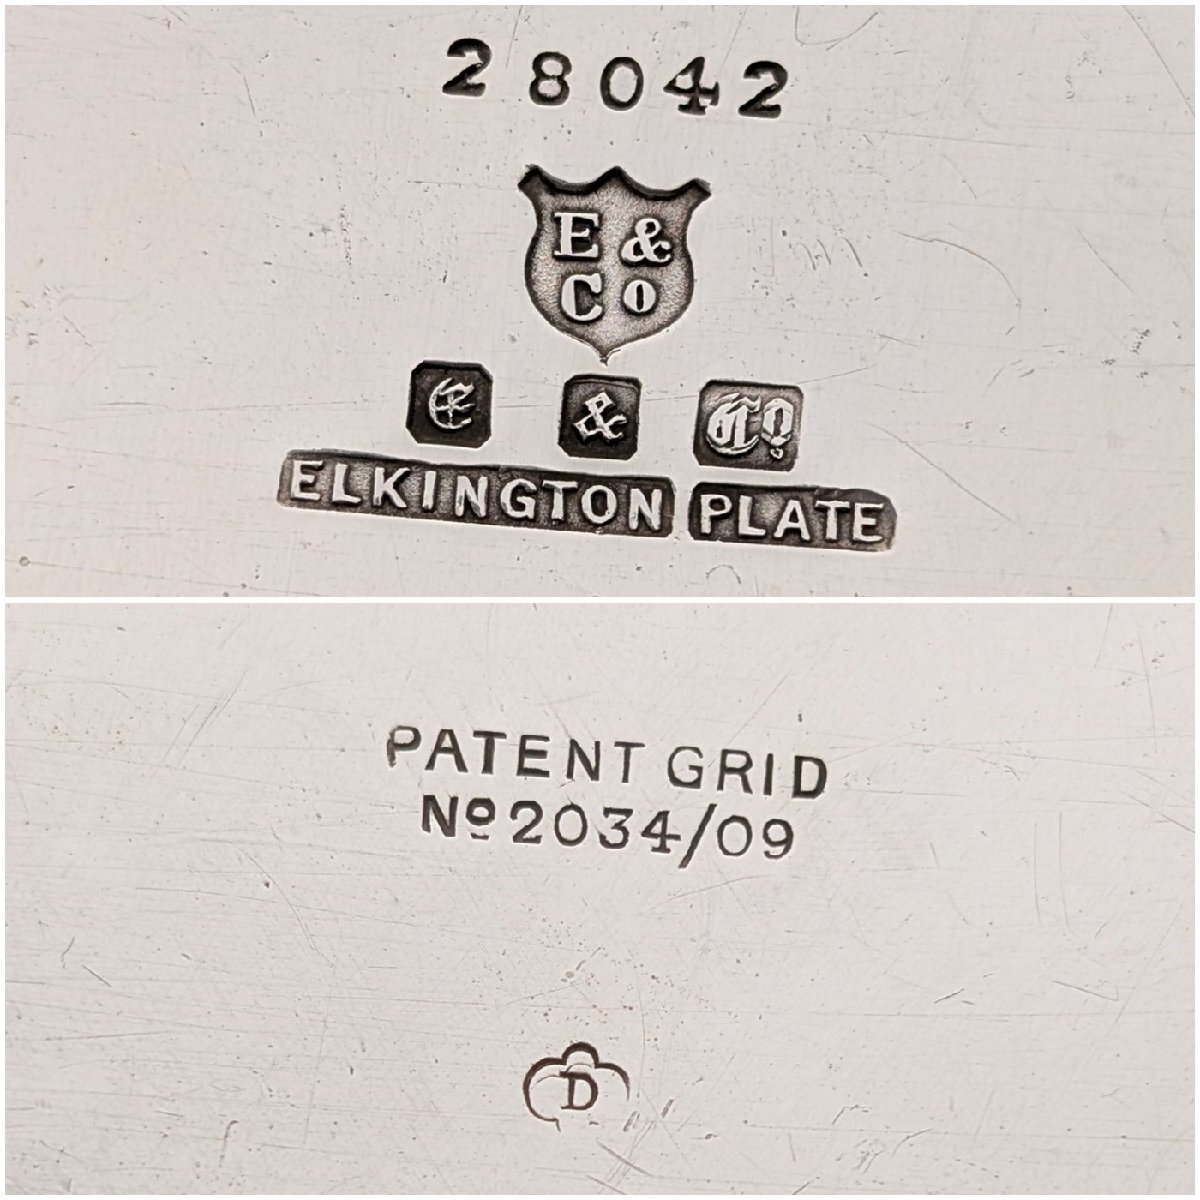 28042
E &
Co
E & Co
ELKINGTON PLATE
PATENT GRID
No 2034/09
D